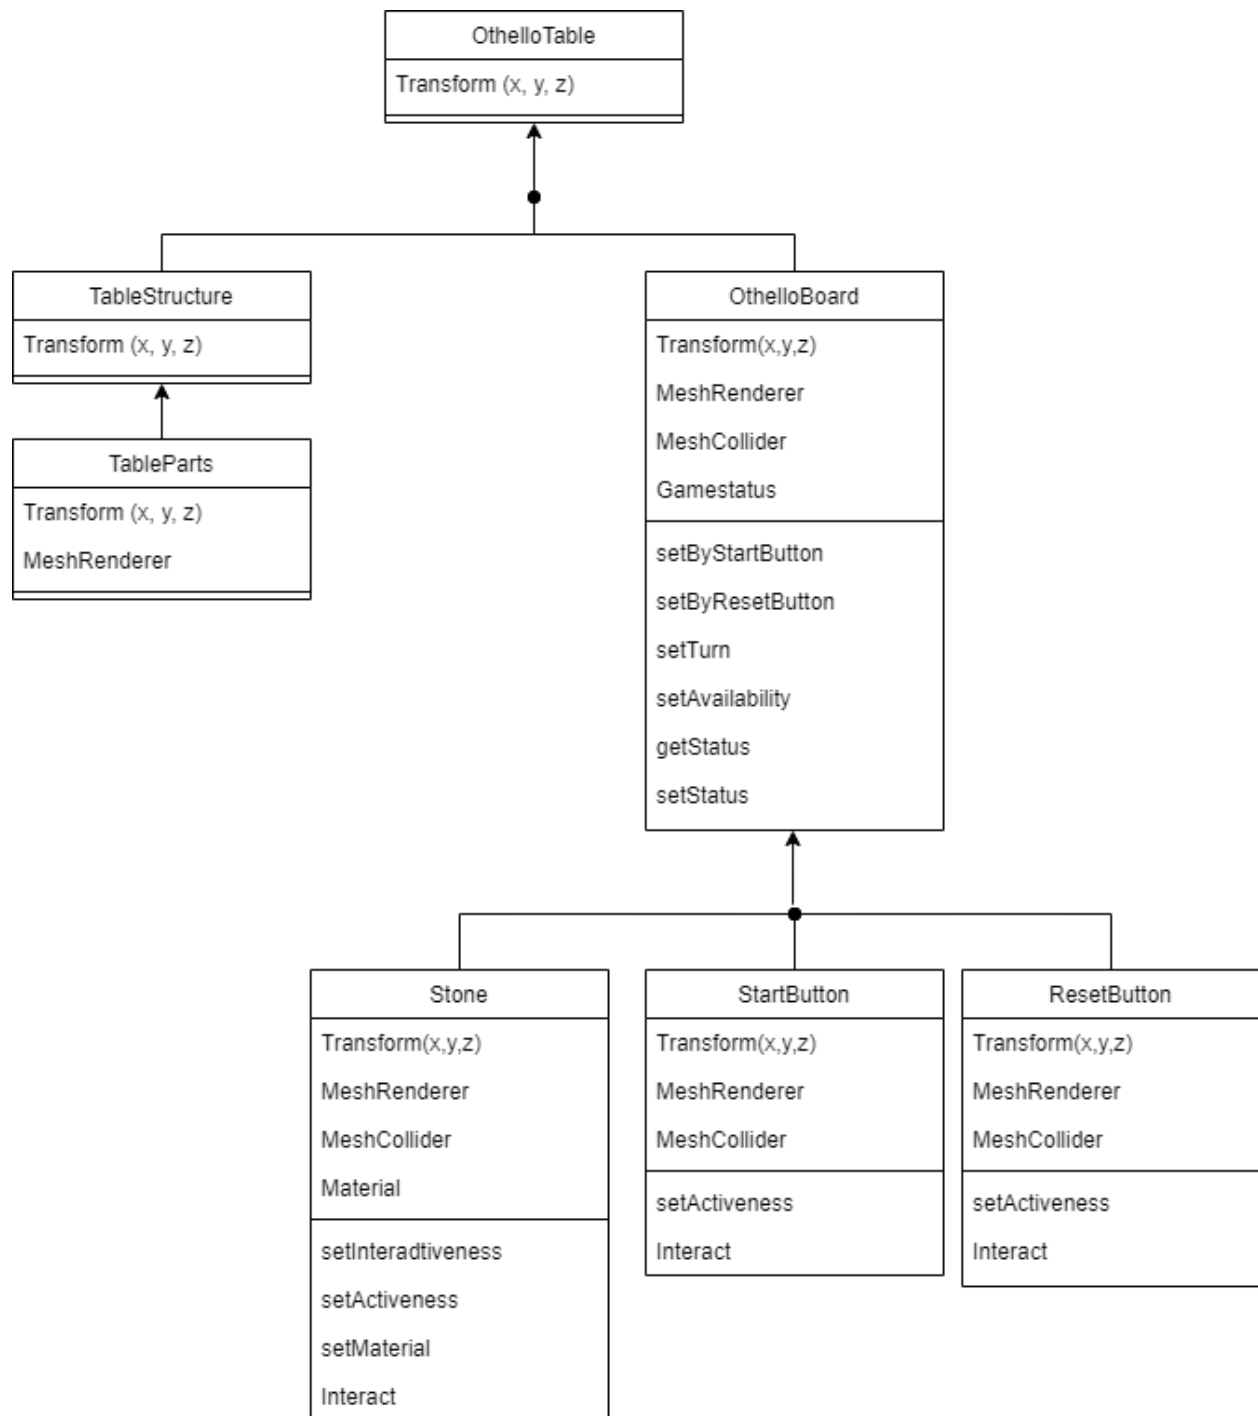 OthelloTable
Transform (x, y, z)
TableStructure
Transform (x, y, z)
TableParts
Transform (x, y, z)
MeshRenderer
OthelloBoard
Transform(x,y,z)
MeshRenderer
MeshCollider
Gamestatus
setByStartButton
setByResetButton
setTurn
setAvailability
getStatus
setStatus
Stone
Transform(x,y,z)
MeshRenderer
MeshCollider
Material
setInteradtiveness
setActiveness
setMaterial
Interact
StartButton
Transform(x,y,z)
MeshRenderer
MeshCollider
setActiveness
Interact
ResetButton
Transform(x,y,z)
MeshRenderer
MeshCollider
setActiveness
Interact